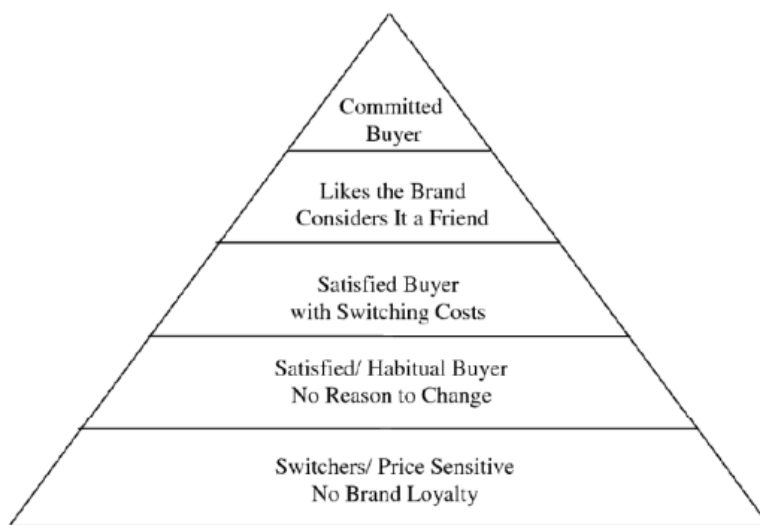 Committed
Buyer
Likes the Brand
Considers It a Friend
Satisfied Buyer
with Switching Costs
Satisfied/ Habitual Buyer
No Reason to Change
Switchers/ Price Sensitive
No Brand Loyalty